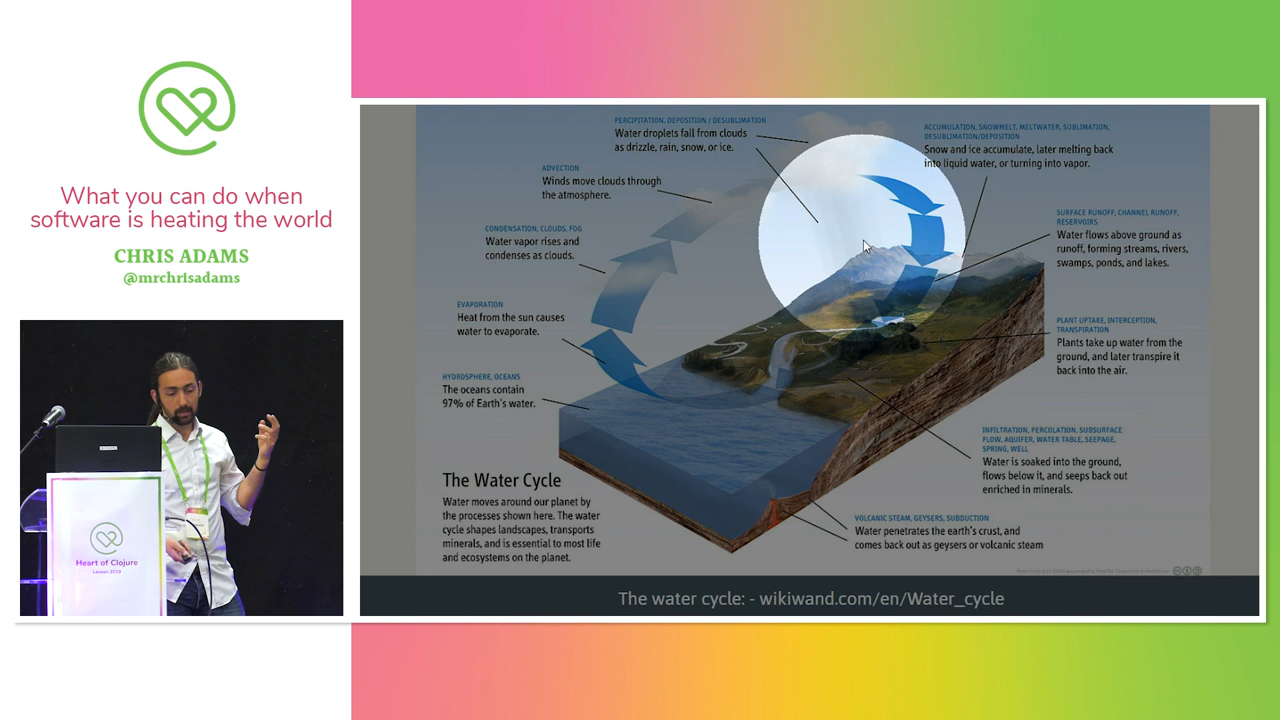 What you can do when
software is heating the world
CHRIS ADAMS
@mrchrisadams
Heart of Clojure
PERCIPITATION, DEPOSITION / DESUBLIMATION
Water droplets fall from clouds
as drizzle, rain, snow, or ice.
ACCUMULATION, SNOWMELT, MELTWATER, SUBLIMATION,
DESUBLIMATION/DEPOSITION
Snow and ice accumulate, later melting back
into liquid water, or turning into vapor.
ADVECTION
Winds move clouds through
the atmosphere.
CONDENSATION, CLOUDS, FOG
Water vapor rises and
condenses as clouds.
SURFACE RUNOFF, CHANNEL RUNOFF,
RESERVOIRS
Water flows above ground as
runoff, forming streams, rivers,
swamps, ponds, and lakes.
EVAPORATION
Heat from the sun causes
water to evaporate.
PLANT UPTAKE, INTERCEPTION,
TRANSPIRATION
Plants take up water from the
ground, and later transpire it
back into the air.
HYDROSPHERE, OCEANS
The oceans contain
97% of Earth's water.
INFILTRATION, PERCOLATION, SUBSURFACE
FLOW, AQUIFER, WATER TABLE, SEEPAGE,
SPRING, WELL
Water is soaked into the ground,
flows below it, and seeps back out
enriched in minerals.
The Water Cycle
Water moves around our planet by
the processes shown here. The water
cycle shapes landscapes, transports
minerals, and is essential to most life
and ecosystems on the planet.
VOLCANIC STEAM, GEYSERS, SUBDUCTION
Water penetrates the earth's crust, and
comes back out as geysers or volcanic steam
The water cycle: - wikiwand.com/en/Water_cycle